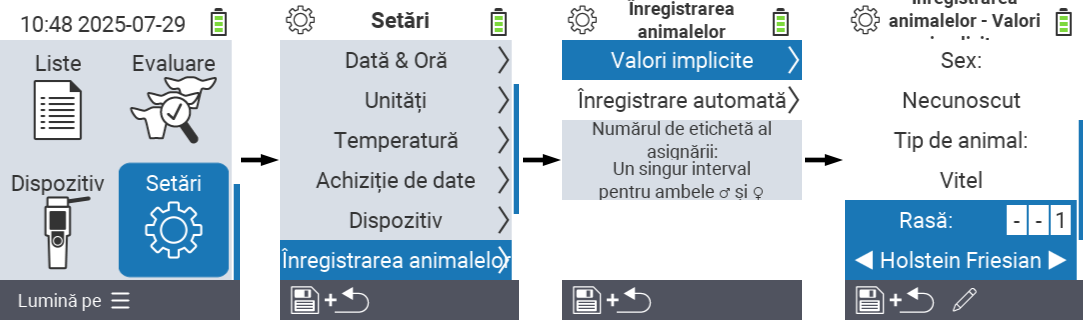 10:48 2025-07-29
Liste
Evaluare
Dispozitiv
Setări
Lumină pe
Setări
Dată & Oră
Unități
Temperatură
Achiziție de date
Dispozitiv
Înregistrarea animalelor
+
Înregistrarea
animalelor
Valori implicite
Înregistrare automată
Numărul de etichetă al
asignării:
Un singur interval
pentru ambele ♂ și ♀
+
Înregistrarea
animalelor - Valori
Sex:
Necunoscut
Tip de animal:
Vitel
Rasă: - - 1
◀ Holstein Friesian ▶
+